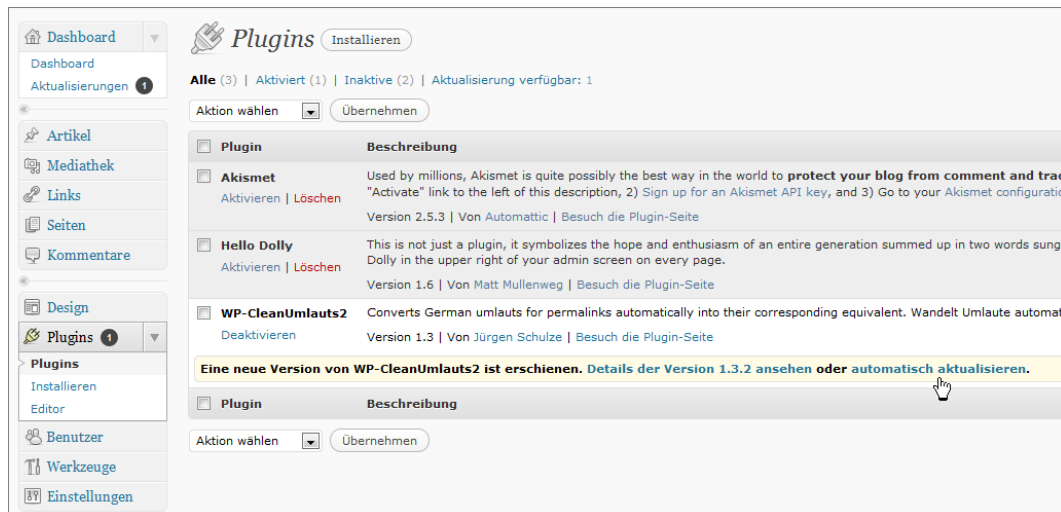 Dashboard
Dashboard
Aktualisierungen 1
Artikel
Mediathek
Links
Seiten
Kommentare
Design
Plugins 1
Plugins
Installieren
Editor
Benutzer
Werkzeuge
Einstellungen
Plugins Installieren
Alle (3) | Aktiviert (1) | Inaktive (2) | Aktualisierung verfügbar: 1
Aktion wählen Übernehmen
Plugin Beschreibung
Akismet Used by millions, Akismet is quite possibly the best way in the world to protect your blog from comment and trac
Aktivieren | Löschen "Activate" link to the left of this description, 2) Sign up for an Akismet API key, and 3) Go to your Akismet configuratio
Version 2.5.3 | Von Automattic | Besuch die Plugin-Seite
Hello Dolly This is not just a plugin, it symbolizes the hope and enthusiasm of an entire generation summed up in two words sung
Aktivieren | Löschen Dolly in the upper right of your admin screen on every page.
Version 1.6 | Von Matt Mullenweg | Besuch die Plugin-Seite
WP-CleanUmlauts2 Converts German umlauts for permalinks automatically into their corresponding equivalent. Wandelt Umlaute automat
Deaktivieren Version 1.3 | Von Jürgen Schulze | Besuch die Plugin-Seite
Eine neue Version von WP-CleanUmlauts2 ist erschienen. Details der Version 1.3.2 ansehen oder automatisch aktualisieren.
Plugin Beschreibung
Aktion wählen Übernehmen